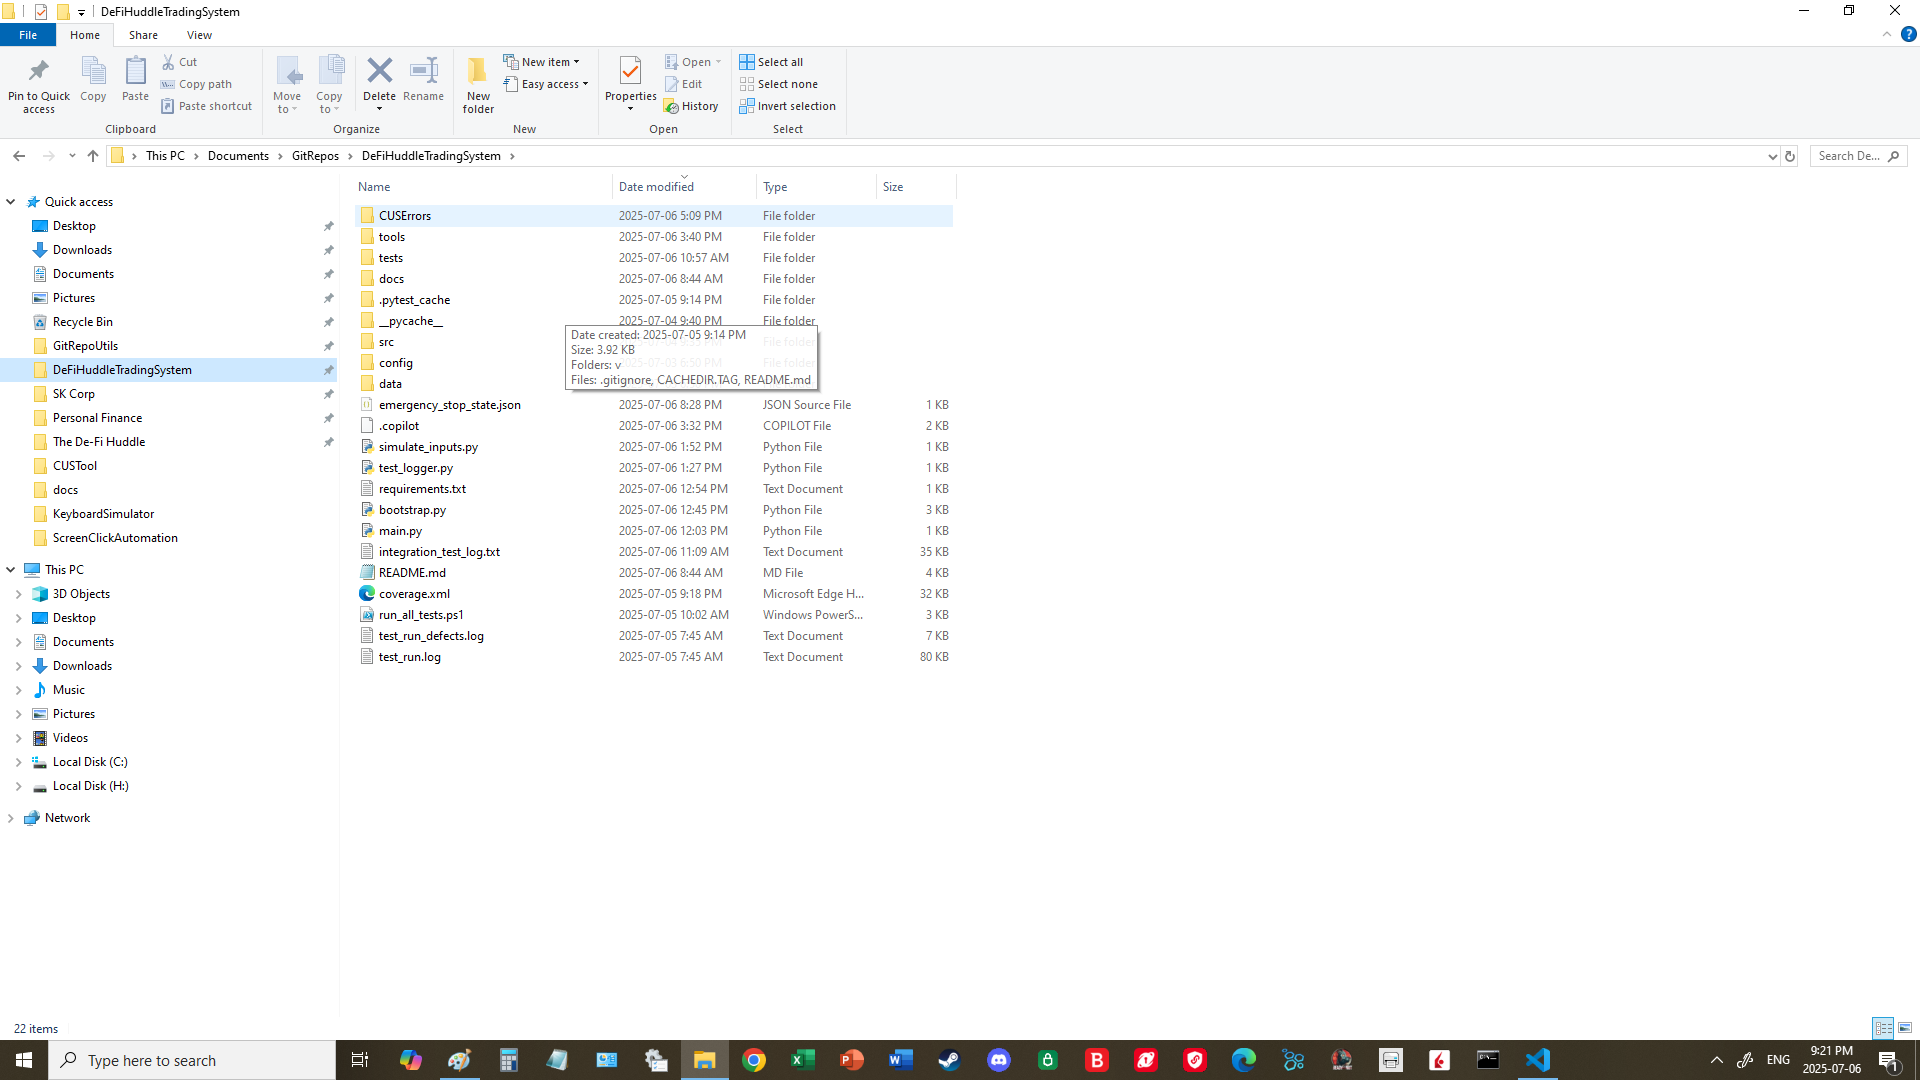 DeFiHuddleTradingSystem
File Home Share View
Pin to Quick access
Copy
Paste
Cut
Copy path
Paste shortcut
Clipboard
Move to
Copy to
Delete
Rename
Organize
New folder
New item
Easy access
New
Properties
Open
Edit
History
Open
Select all
Select none
Invert selection
Select
This PC > Documents > GitRepos > DeFiHuddleTradingSystem >
Search De...
Quick access
Desktop
Downloads
Documents
Pictures
Recycle Bin
GitRepoUtils
DeFiHuddleTradingSystem
SK Corp
Personal Finance
The De-Fi Huddle
CUSTool
docs
KeyboardSimulator
ScreenClickAutomation
This PC
3D Objects
Desktop
Documents
Downloads
Music
Pictures
Videos
Local Disk (C:)
Local Disk (H:)
Network
Name Date modified Type Size
CUSErrors 2025-07-06 5:09 PM File folder
tools 2025-07-06 3:40 PM File folder
tests 2025-07-06 10:57 AM File folder
docs 2025-07-06 8:44 AM File folder
.pytest_cache 2025-07-05 9:14 PM File folder
__pycache__ 2025-07-04 9:40 PM File folder
src
config
data
Date created: 2025-07-05 9:14 PM
Size: 3.92 KB
Folders: v
Files: .gitignore, CACHEDIR.TAG, README.md
emergency_stop_state.json 2025-07-06 8:28 PM JSON Source File 1 KB
.copilot 2025-07-06 3:32 PM COPILOT File 2 KB
simulate_inputs.py 2025-07-06 1:52 PM Python File 1 KB
test_logger.py 2025-07-06 1:27 PM Python File 1 KB
requirements.txt 2025-07-06 12:54 PM Text Document 1 KB
bootstrap.py 2025-07-06 12:45 PM Python File 3 KB
main.py 2025-07-06 12:03 PM Python File 1 KB
integration_test_log.txt 2025-07-06 11:09 AM Text Document 35 KB
README.md 2025-07-06 8:44 AM MD File 4 KB
coverage.xml 2025-07-05 9:18 PM Microsoft Edge H... 32 KB
run_all_tests.ps1 2025-07-05 10:02 AM Windows PowerS... 3 KB
test_run_defects.log 2025-07-05 7:45 AM Text Document 7 KB
test_run.log 2025-07-05 7:45 AM Text Document 80 KB
22 items
Type here to search
ENG
9:21 PM
2025-07-06
1